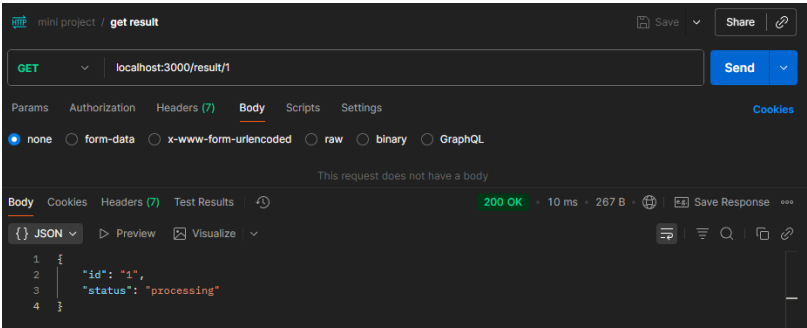 HTTP mini project / get result Save Share
GET localhost:3000/result/1 Send
Params Authorization Headers (7) Body Scripts Settings Cookies
none form-data x-www-form-urlencoded raw binary GraphQL
This request does not have a body
Body Cookies Headers (7) Test Results 200 OK • 10 ms • 267 B • e.g. Save Response
{} JSON Preview Visualize
1 {
2 "id": "1",
3 "status": "processing"
4 }